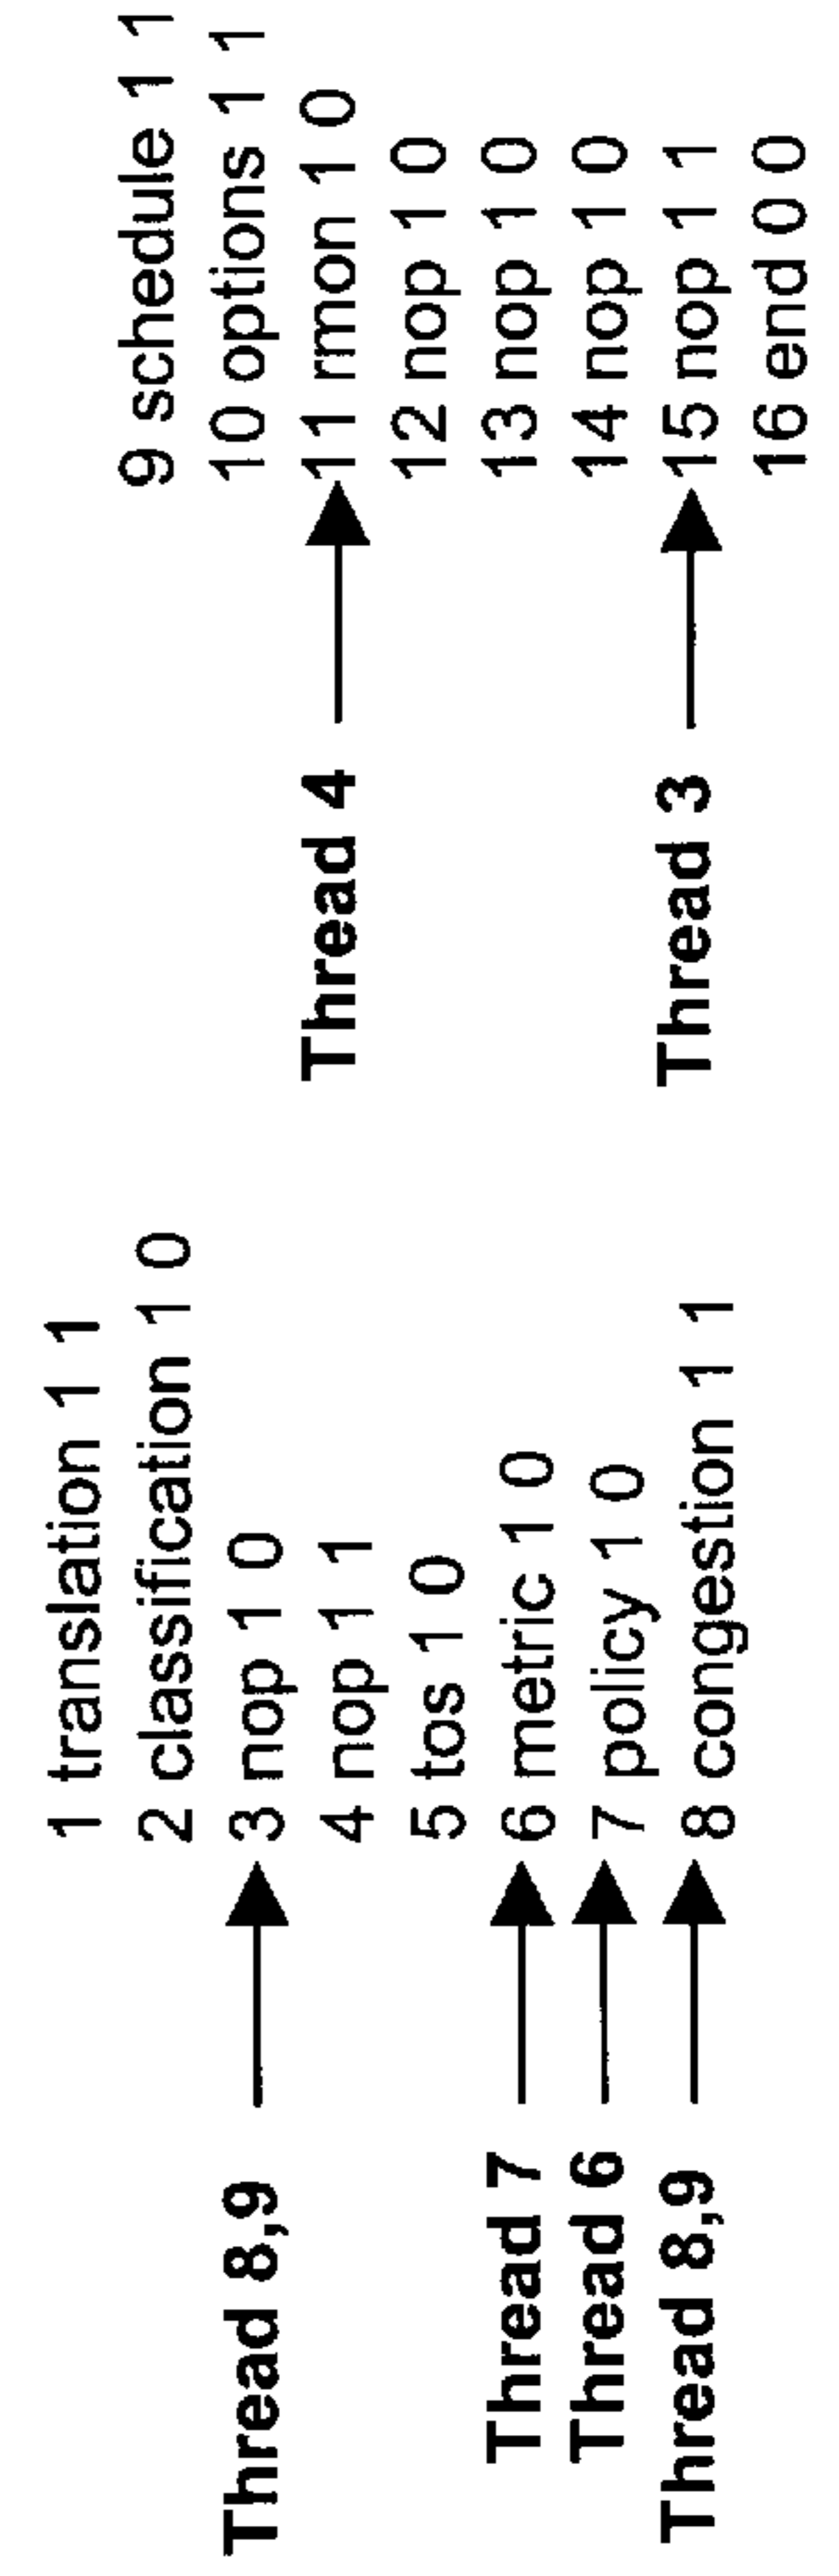 1 translation 1 1
2 classification 1 0
Thread 8,9 3 nop 1 0
4 nop 1 1
5 tos 1 0
Thread 7 6 metric 1 0
Thread 6 7 policy 1 0
Thread 8,9 8 congestion 1 1
9 schedule 1 1
10 options 1 1
Thread 4 11 rmon 1 0
12 nop 1 0
13 nop 1 0
14 nop 1 0
Thread 3 15 nop 1 1
16 end 0 0